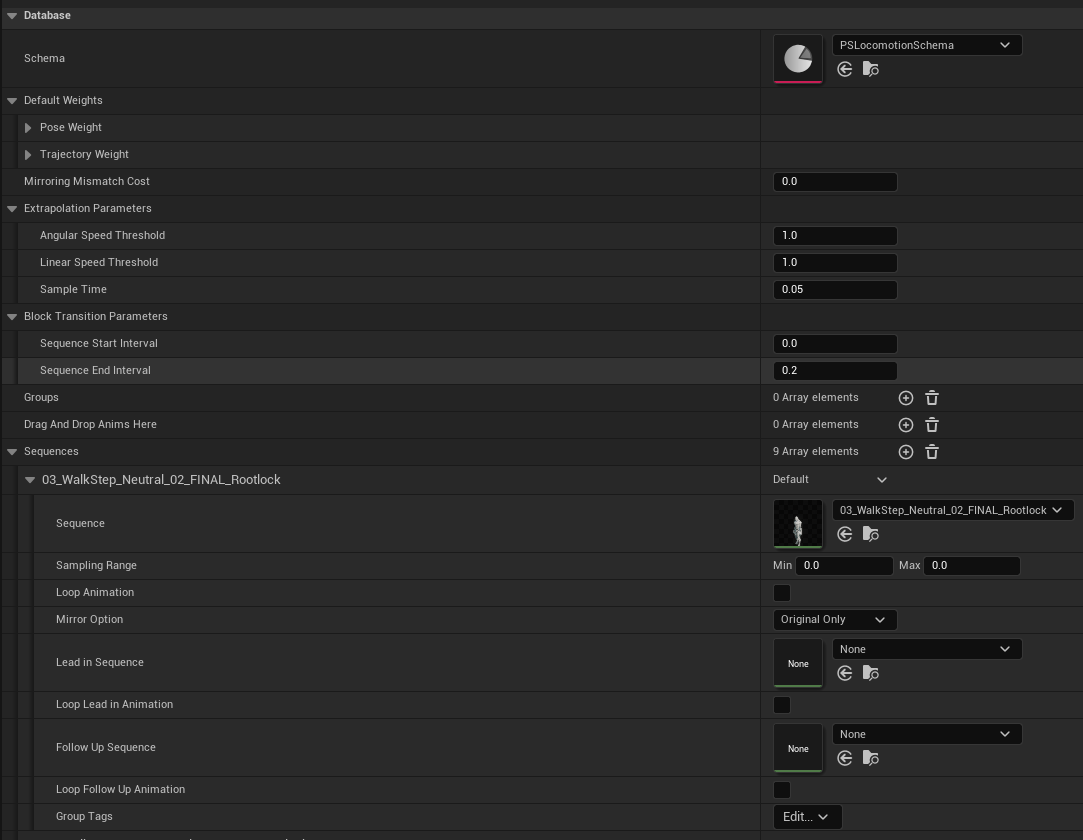 Database
Schema
PSLocomotionSchema
Default Weights
Pose Weight
Trajectory Weight
Mirroring Mismatch Cost 0.0
Extrapolation Parameters
Angular Speed Threshold 1.0
Linear Speed Threshold 1.0
Sample Time 0.05
Block Transition Parameters
Sequence Start Interval 0.0
Sequence End Interval 0.2
Groups 0 Array elements
Drag And Drop Anims Here 0 Array elements
Sequences 9 Array elements
03_WalkStep_Neutral_02_FINAL_Rootlock Default
Sequence 03_WalkStep_Neutral_02_FINAL_Rootlock
Sampling Range Min 0.0 Max 0.0
Loop Animation
Mirror Option Original Only
Lead in Sequence None None
Loop Lead in Animation
Follow Up Sequence None None
Loop Follow Up Animation
Group Tags Edit...